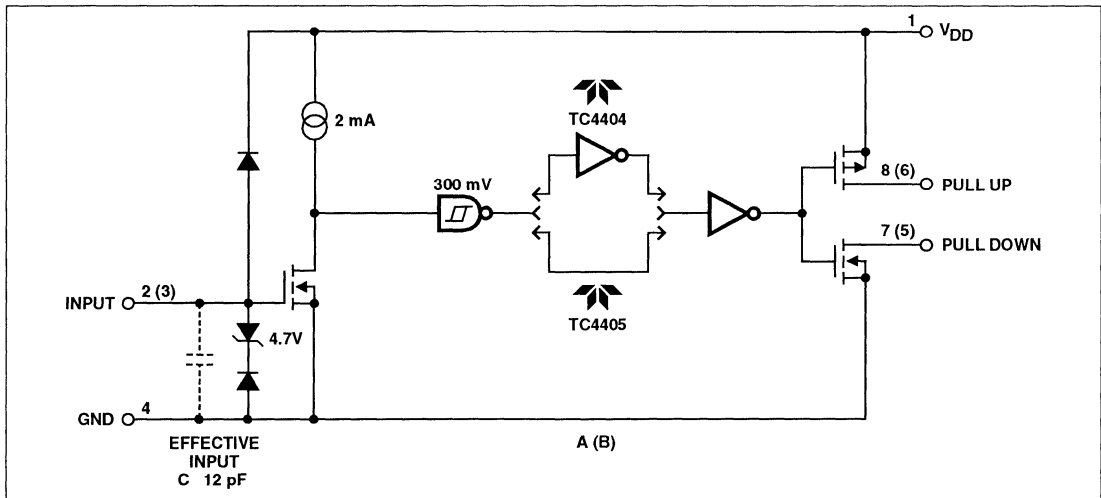 1
VDD
2 mA
TC4404
300 mV
8 (6)
PULL UP
7 (5)
PULL DOWN
INPUT
2 (3)
4.7V
TC4405
GND
4
A (B)
EFFECTIVE
INPUT
C 12 pF